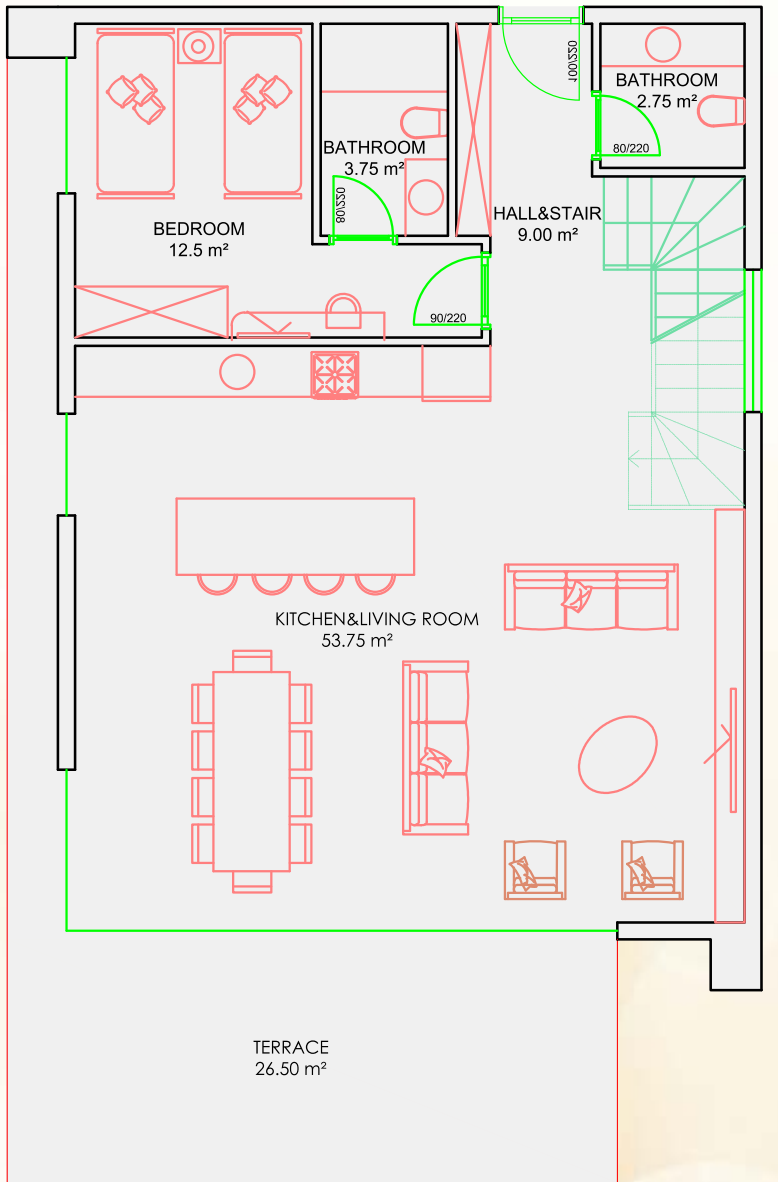 100/220
BATHROOM
2.75 m²
80/220
BATHROOM
3.75 m²
80/220
BEDROOM
12.5 m²
HALL&STAIR
9.00 m²
90/220
KITCHEN&LIVING ROOM
53.75 m²
TERRACE
26.50 m²